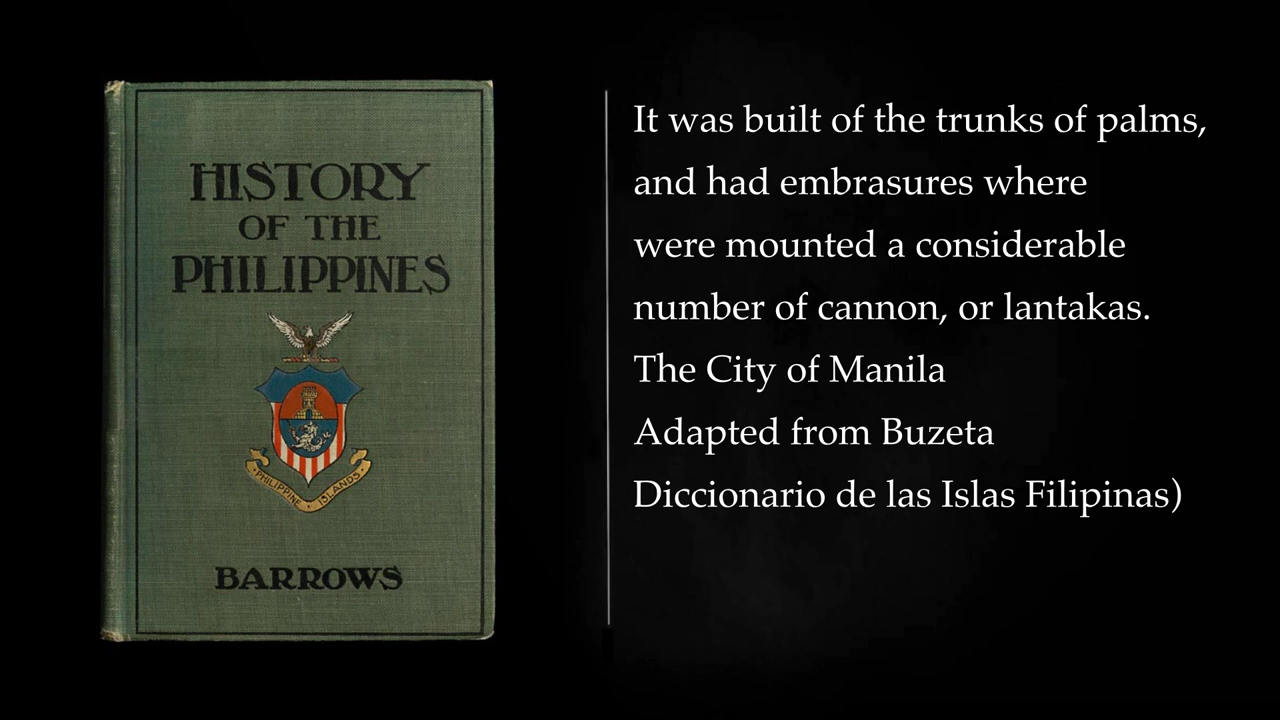 HISTORY
OF THE
PHILIPPINES
PHILIPPINE ISLANDS
BARROWS
It was built of the trunks of palms,
and had embrasures where
were mounted a considerable
number of cannon, or lantakas.
The City of Manila
Adapted from Buzeta
Diccionario de las Islas Filipinas)